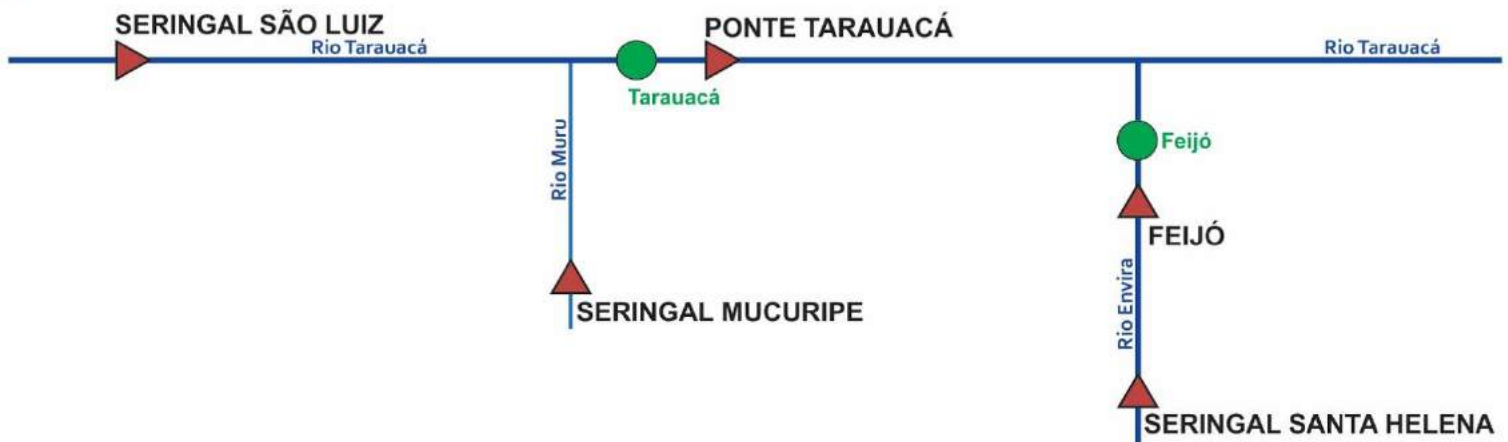 SERINGAL SÃO LUIZ
Rio Tarauacá
PONTE TARAUACÁ
Rio Tarauacá
Tarauacá
Rio Muru
Feijó
FEIJÓ
SERINGAL MUCURIPE
Rio Envira
SERINGAL SANTA HELENA